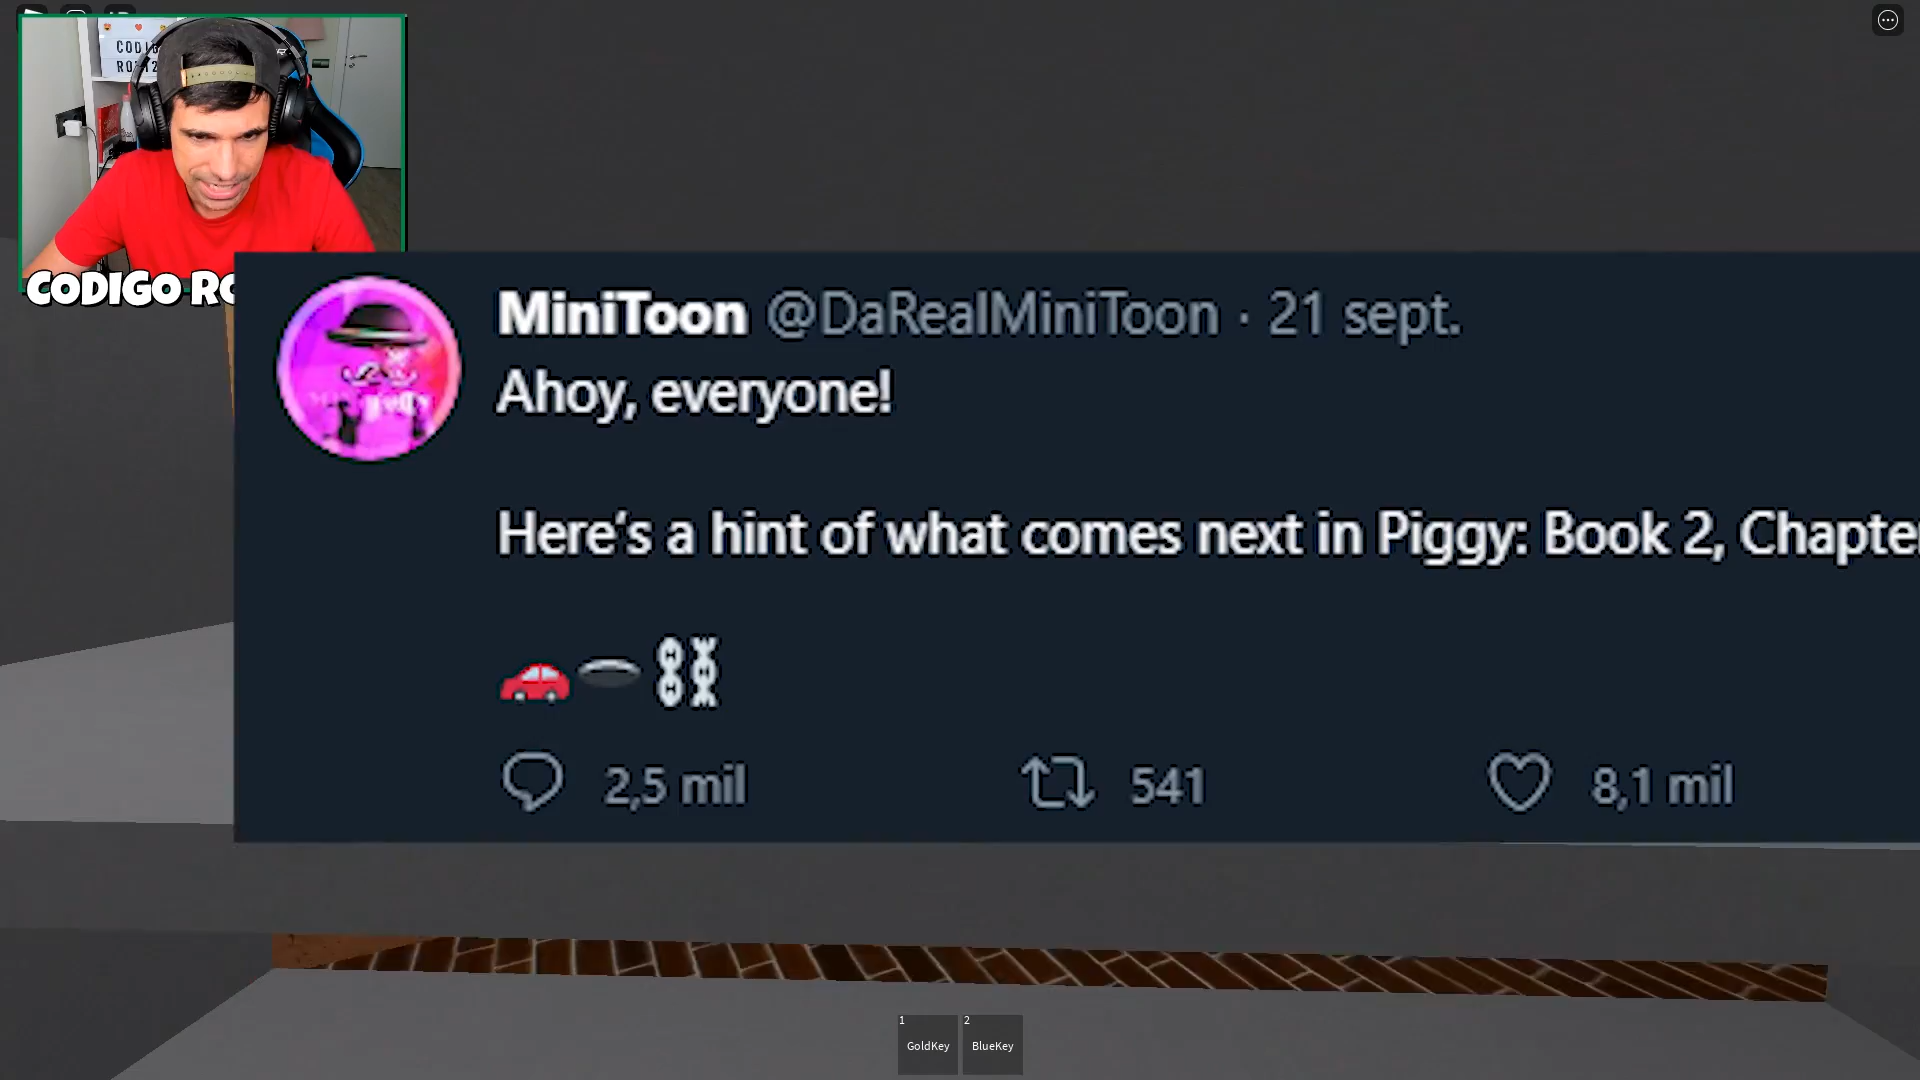 CODIGO RO
MiniToon @DaRealMiniToon · 21 sept.
Ahoy, everyone!
Here's a hint of what comes next in Piggy: Book 2, Chapter
2,5 mil 541 8,1 mil
1 2
GoldKey BlueKey